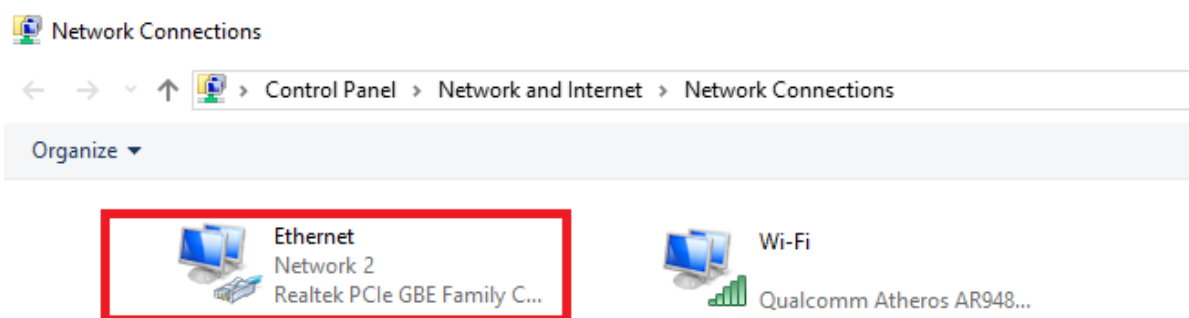 Network Connections
Control Panel > Network and Internet > Network Connections
Organize
Ethernet
Network 2
Realtek PCIe GBE Family C...
Wi-Fi
Qualcomm Atheros AR948...